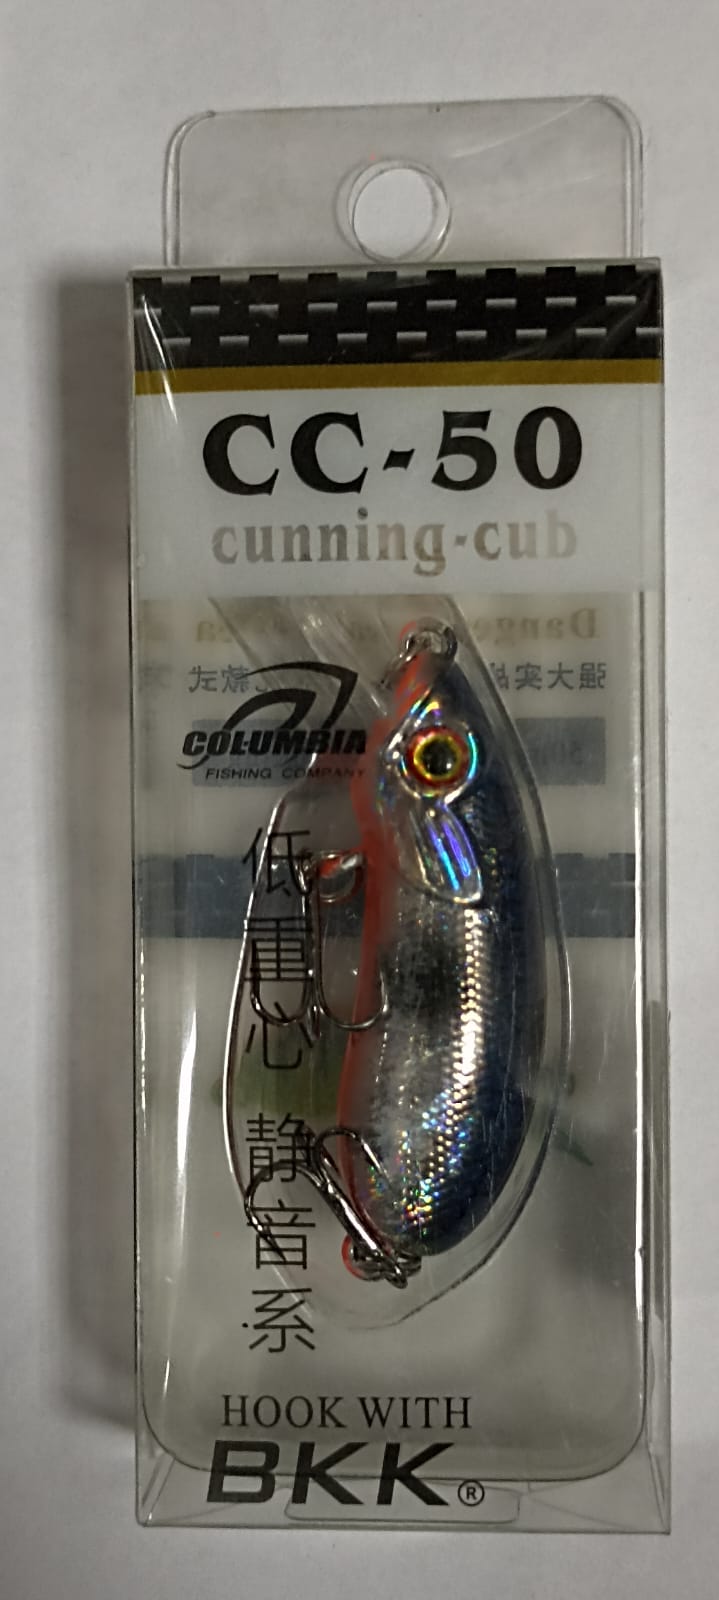 CC-50
cunning-cub
COLUMBIA
FISHING COMPANY
低重心 静音系
HOOK WITH
BKK®